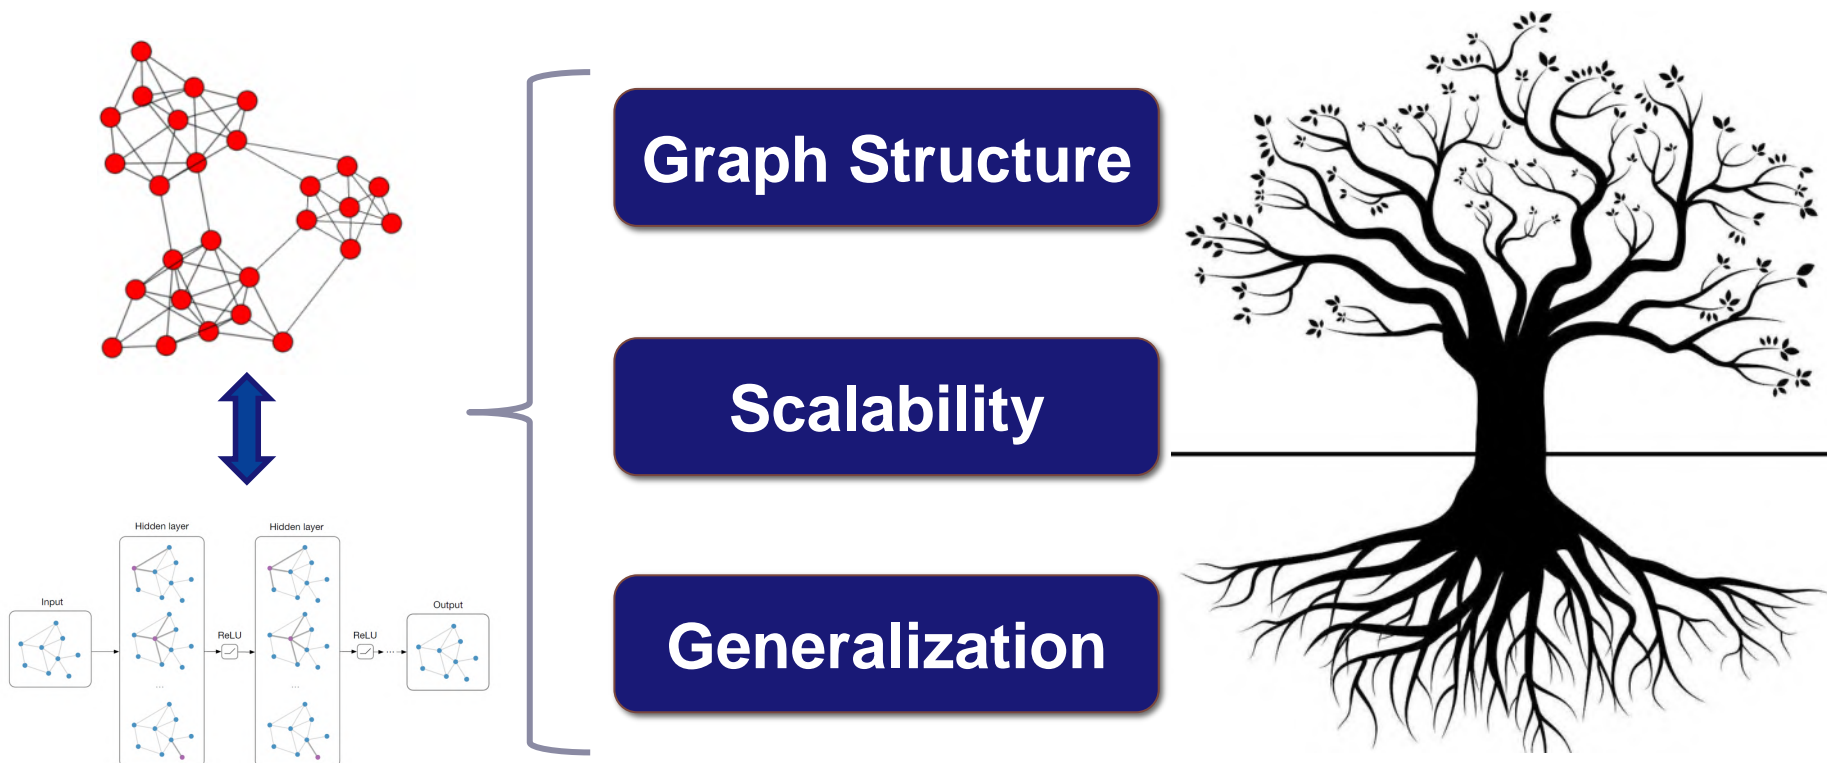 Graph Structure
Scalability
Generalization
Hidden layer
Hidden layer
Input
ReLU
ReLU
Output
...
...